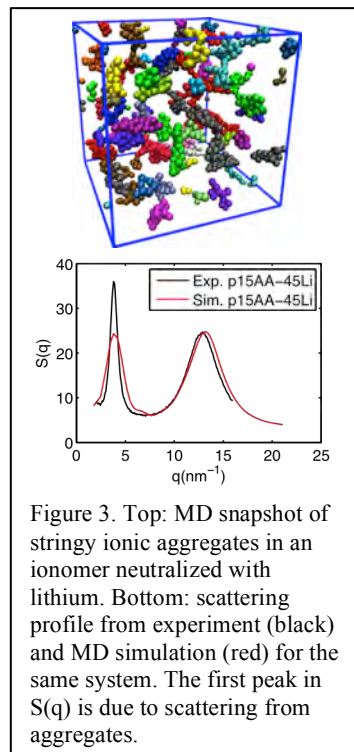 40
30
20
10
0
S(q)
Exp. p15AA-45Li
Sim. p15AA-45Li
0 5 10 15 20 25
q(nm⁻¹)
Figure 3. Top: MD snapshot of
stringy ionic aggregates in an
ionomer neutralized with
lithium. Bottom: scattering
profile from experiment (black)
and MD simulation (red) for the
same system. The first peak in
S(q) is due to scattering from
aggregates.